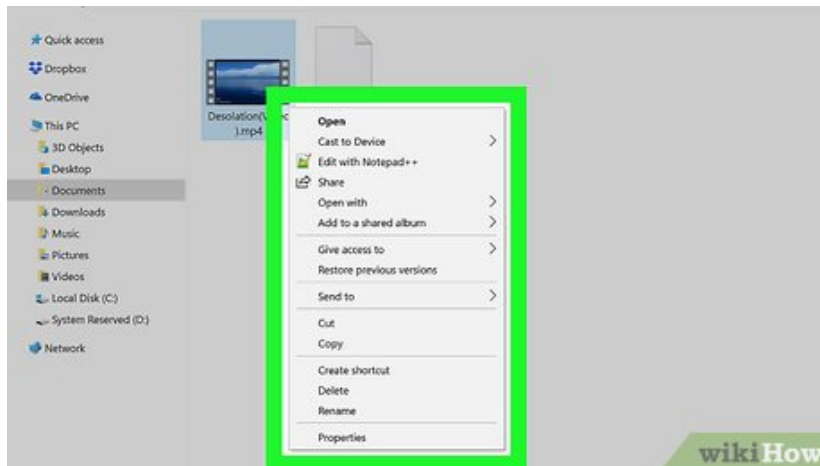 Quick access
Dropbox
OneDrive
This PC
3D Objects
Desktop
Documents
Downloads
Music
Pictures
Videos
Local Disk (C:)
System Reserved (D:)
Network
Desolation(V
).mp4
Open
Cast to Device
Edit with Notepad++
Share
Open with
Add to a shared album
Give access to
Restore previous versions
Send to
Cut
Copy
Create shortcut
Delete
Rename
Properties
wikiHow